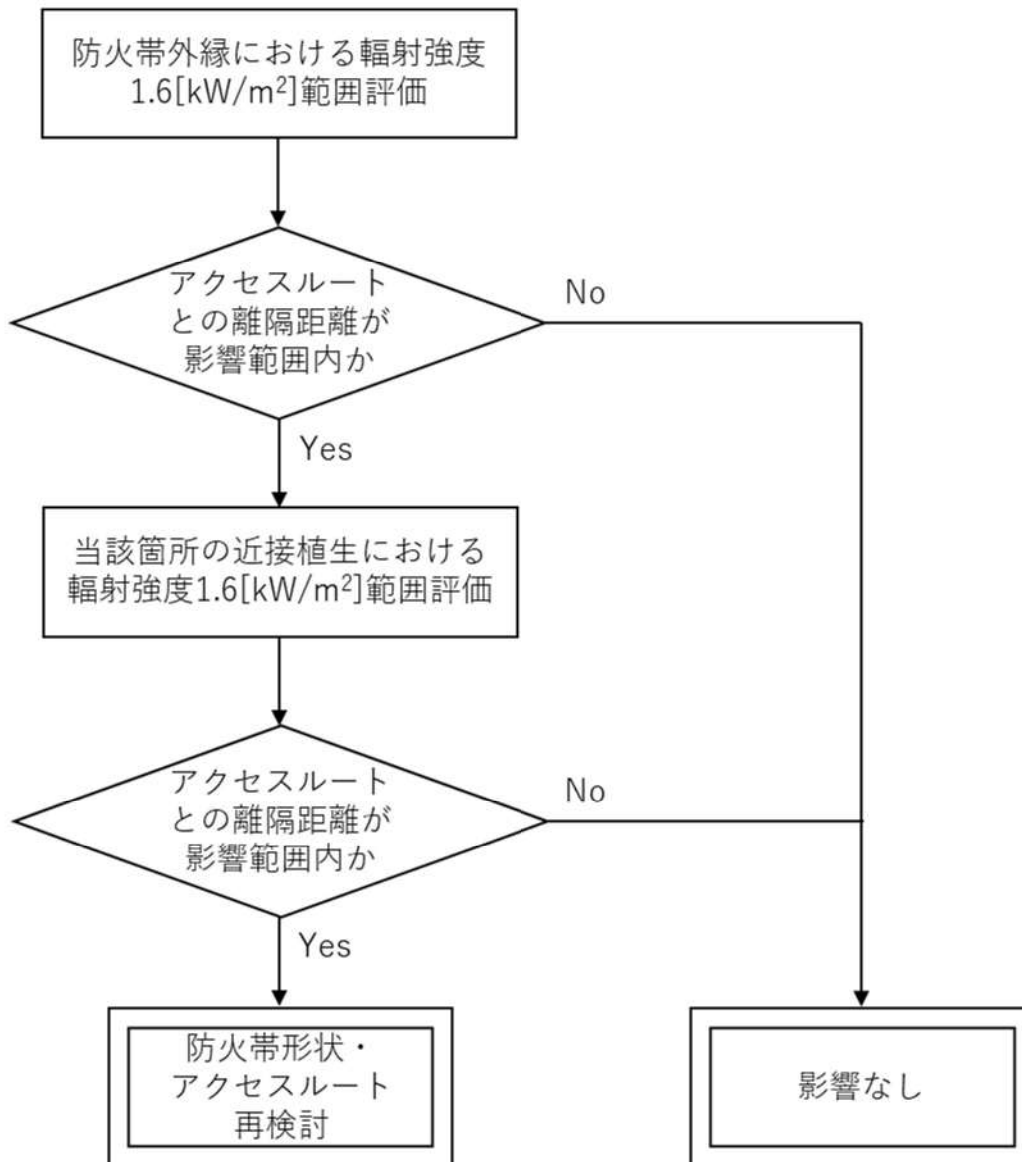 防火帯外縁における輻射強度
1.6[kW/m²]範囲評価
アクセスルート
との離隔距離が
影響範囲内か
No
Yes
当該箇所の近接植生における
輻射強度1.6[kW/m²]範囲評価
アクセスルート
との離隔距離が
影響範囲内か
No
Yes
防火帯形状・
アクセスルート
再検討
影響なし